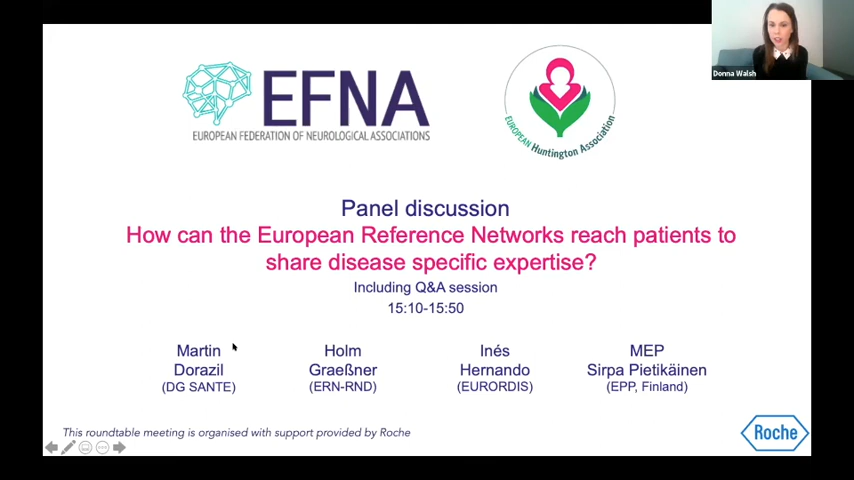 Donna Walsh
EFNA
EUROPEAN FEDERATION OF NEUROLOGICAL ASSOCIATIONS
EUROPEAN Huntington Association
Panel discussion
How can the European Reference Networks reach patients to
share disease specific expertise?
Including Q&A session
15:10-15:50
Martin
Dorazil
(DG SANTE)
Holm
Graeßner
(ERN-RND)
Inés
Hernando
(EURORDIS)
MEP
Sirpa Pietikäinen
(EPP, Finland)
This roundtable meeting is organised with support provided by Roche
Roche